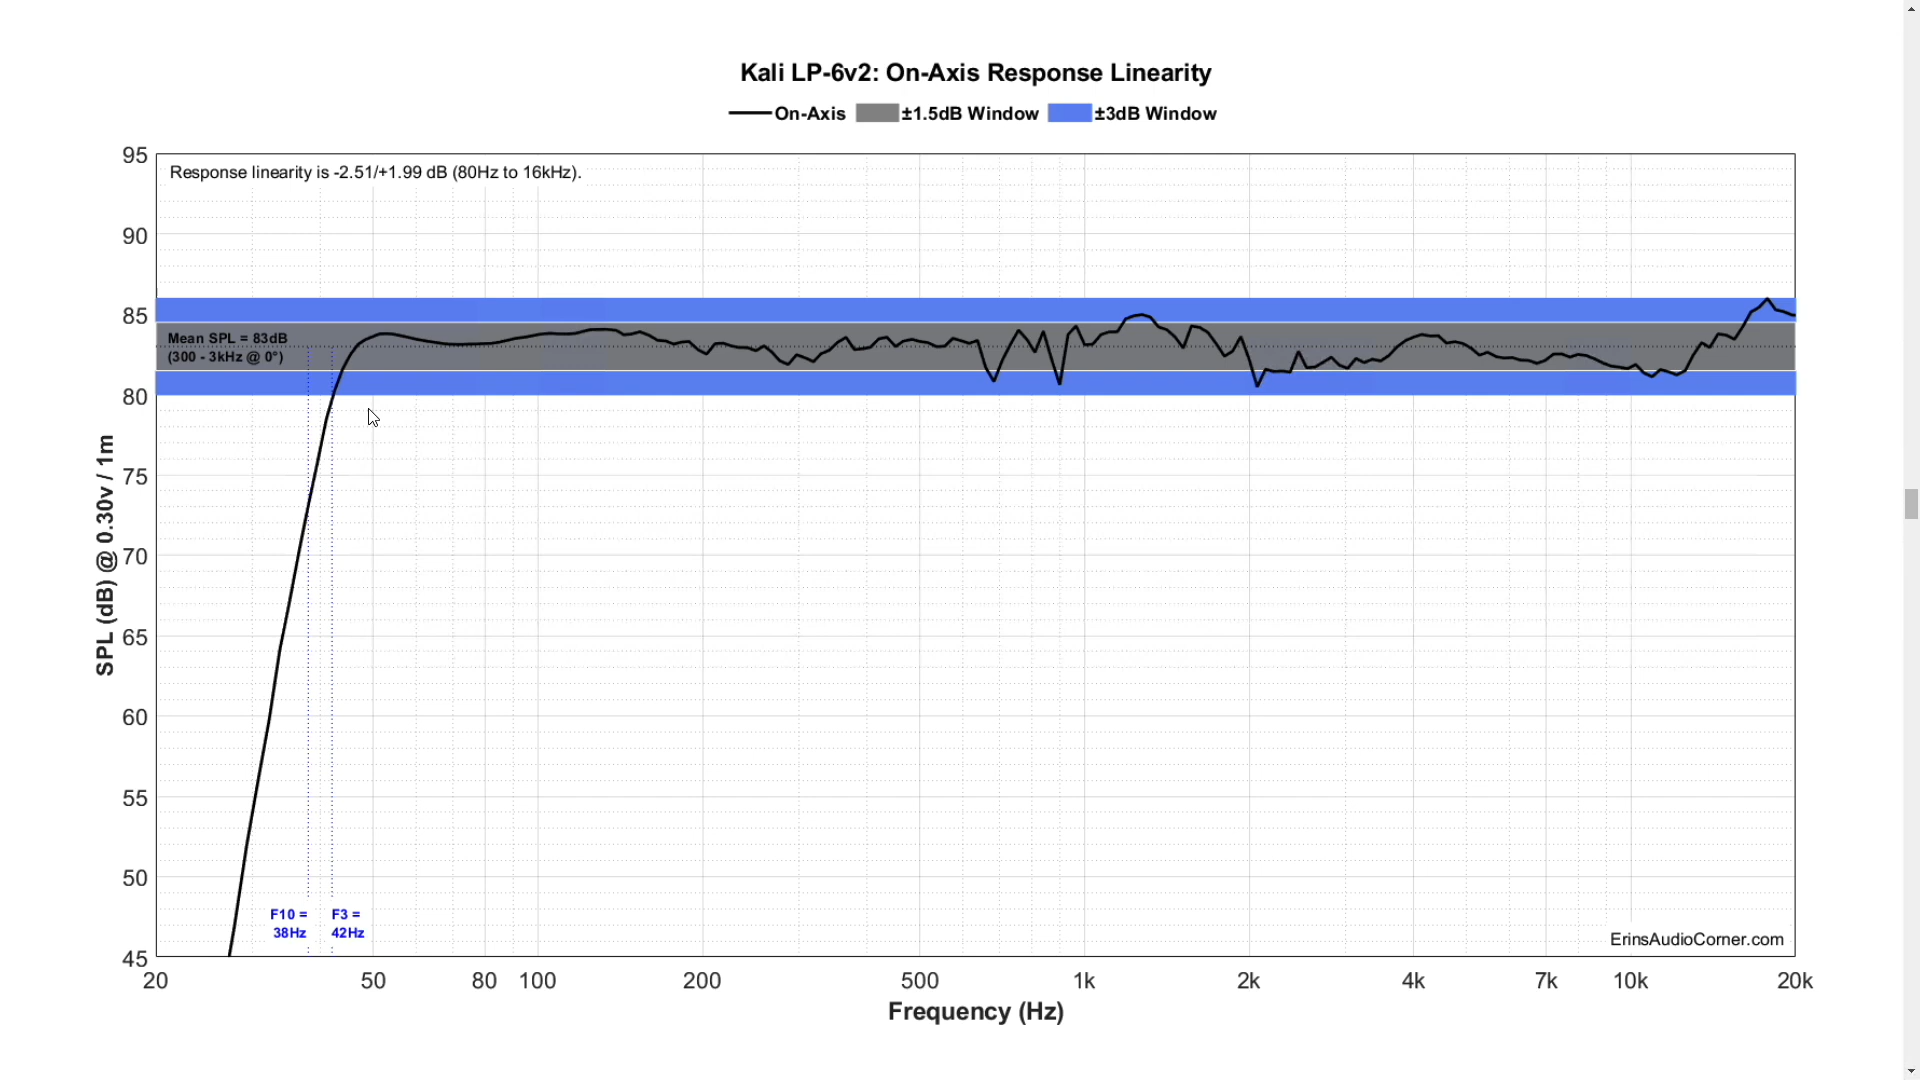 Kali LP-6v2: On-Axis Response Linearity
On-Axis ±1.5dB Window ±3dB Window
Response linearity is -2.51/+1.99 dB (80Hz to 16kHz).
95
90
85
80
75
70
65
60
55
50
45
SPL (dB) @ 0.30v / 1m
Mean SPL = 83dB
(300 - 3kHz @ 0°)
F10 =
38Hz
F3 =
42Hz
ErinsAudioCorner.com
20 50 80 100 200 500 1k 2k 4k 7k 10k 20k
Frequency (Hz)